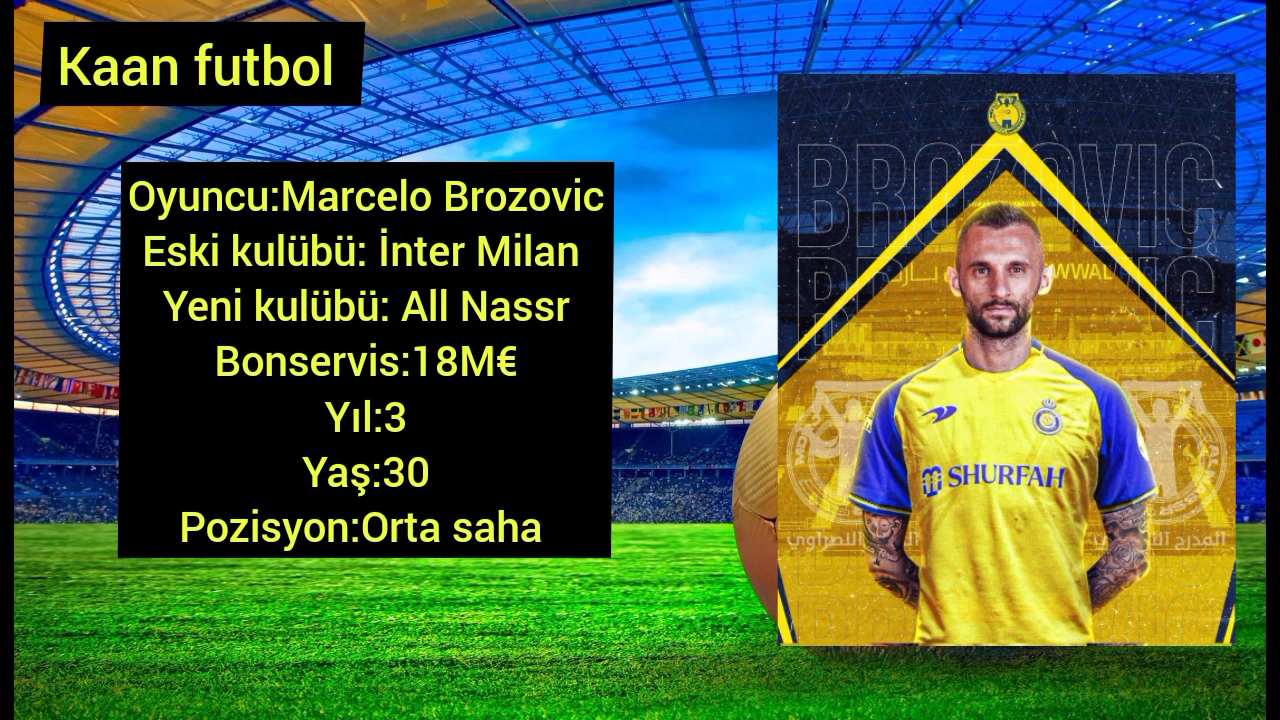 Kaan futbol
Oyuncu:Marcelo Brozovic
Eski kulübü: İnter Milan
Yeni kulübü: All Nassr
Bonservis:18M€
Yıl:3
Yaş:30
Pozisyon:Orta saha
BROZOVIC
SHURFAH